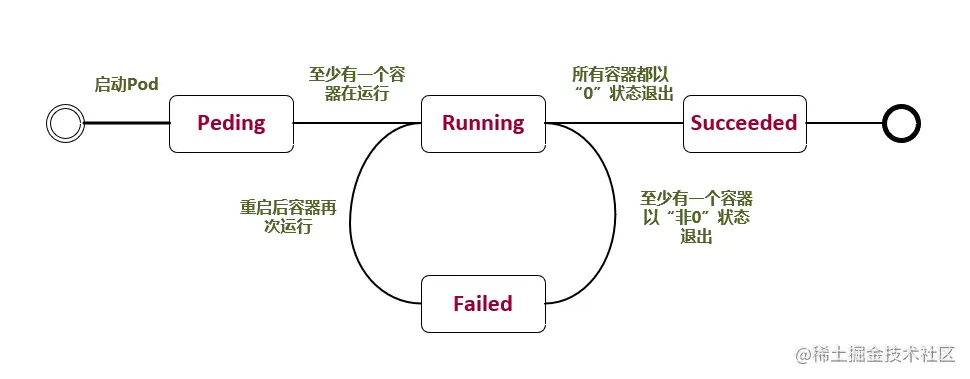 启动Pod
至少有一个容
器在运行
所有容器都以
“0”状态退出
Peding
Running
Succeeded
重启后容器再
次运行
至少有一个容器
以“非0”状态
退出
Failed
@稀土掘金技术社区